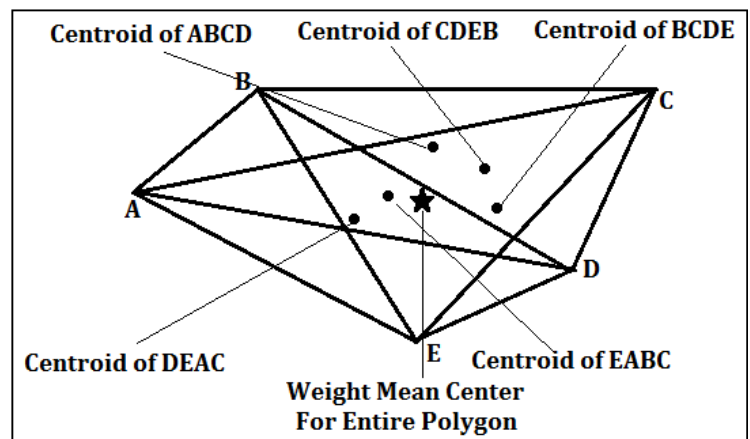 Centroid of ABCD
Centroid of CDEB
Centroid of BCDE
B
C
A
D
E
Centroid of DEAC
Centroid of EABC
Weight Mean Center
For Entire Polygon